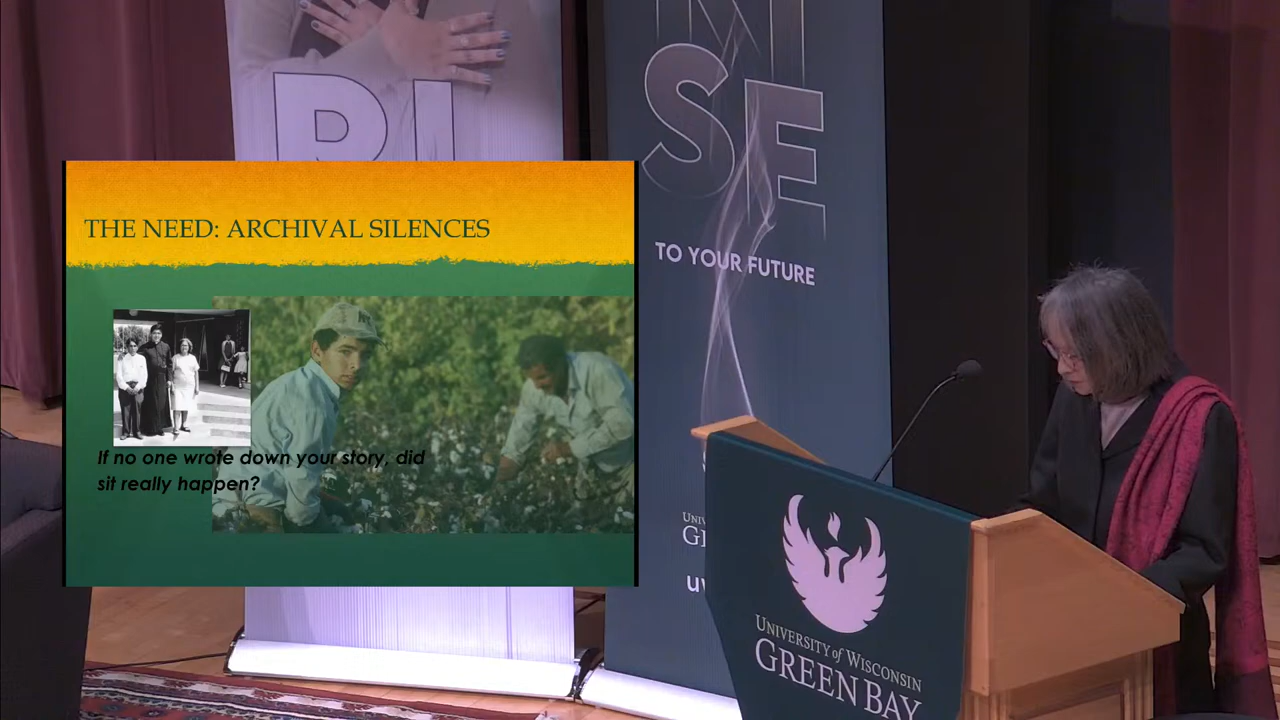 RI
SE
TO YOUR FUTURE
THE NEED: ARCHIVAL SILENCES
If no one wrote down your story, did
sit really happen?
UNIVERSITY of WISCONSIN
GREEN BAY